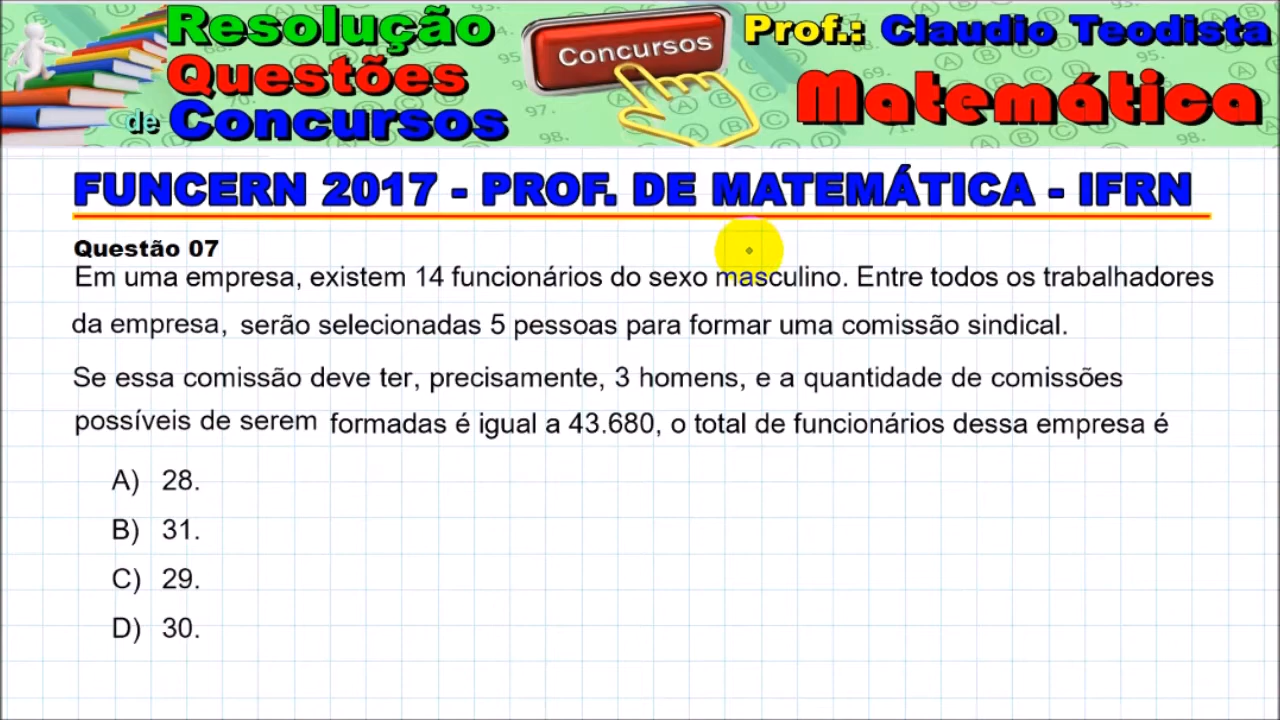 Resolução
Questões
de Concursos
Concursos
Prof.: Claudio Teodista
Matemática
FUNCERN 2017 - PROF. DE MATEMÁTICA - IFRN
Questão 07
Em uma empresa, existem 14 funcionários do sexo masculino. Entre todos os trabalhadores
da empresa, serão selecionadas 5 pessoas para formar uma comissão sindical.
Se essa comissão deve ter, precisamente, 3 homens, e a quantidade de comissões
possíveis de serem formadas é igual a 43.680, o total de funcionários dessa empresa é
A) 28.
B) 31.
C) 29.
D) 30.